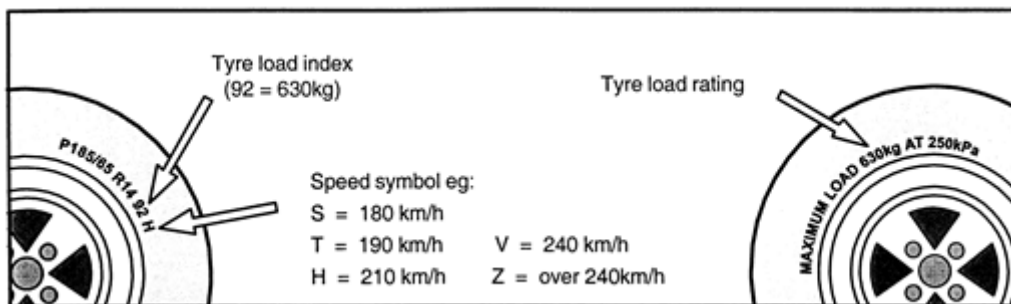 Tyre load index
(92 = 630kg)
Tyre load rating
P185/65 R14 92 H
MAXIMUM LOAD 630kg AT 250kPa
Speed symbol eg:
S = 180 km/h
T = 190 km/h V = 240 km/h
H = 210 km/h Z = over 240km/h